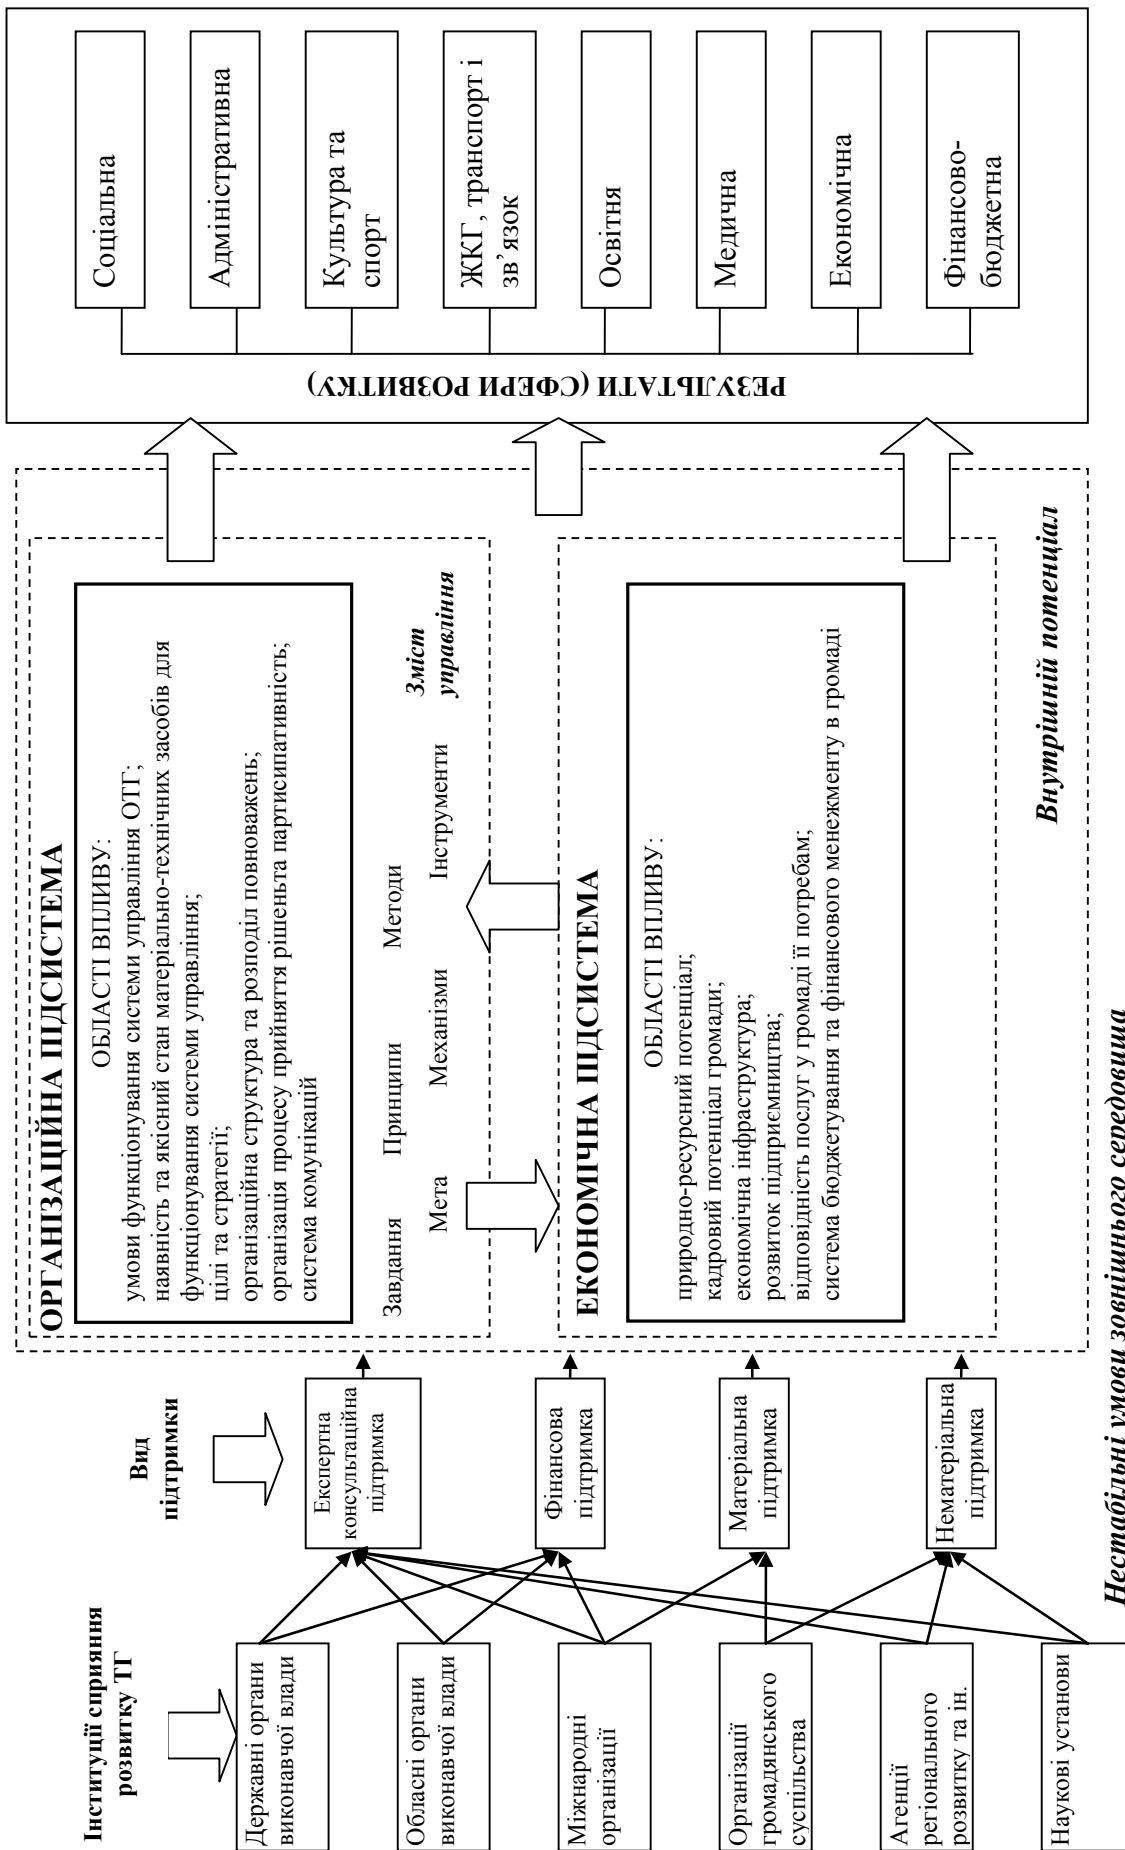 Інституції сприяння
розвитку ТГ
Державні органи
виконавчої влади
Обласні органи
виконавчої влади
Міжнародні
організації
Організації
громадянського
суспільства
Агенції
регіонального
розвитку та ін.
Наукові установи
Вид
підтримки
Експертна
консультаційна
підтримка
Фінансова
підтримка
Матеріальна
підтримка
Нематеріальна
підтримка
ОРГАНІЗАЦІЙНА ПІДСИСТЕМА
ОБЛАСТІ ВПЛИВУ:
умови функціонування системи управління ОТГ;
наявність та якісний стан матеріально-технічних засобів для
функціонування системи управління;
цілі та стратегії;
організаційна структура та розподіл повноважень;
організація процесу прийняття рішеньта партисипативність;
система комунікацій
Завдання Принципи Методи
Мета Механізми Інструменти
Зміст
управління
ЕКОНОМІЧНА ПІДСИСТЕМА
ОБЛАСТІ ВПЛИВУ:
природно-ресурсний потенціал;
кадровий потенціал громади;
економічна інфраструктура;
розвиток підприємництва;
відповідність послуг у громаді її потребам;
система бюджетування та фінансового менежменту в громаді
Внутрішній потенціал
Нестабільні умови зовнішнього середовища
РЕЗУЛЬТАТИ (СФЕРИ РОЗВИТКУ)
Соціальна
Адміністративна
Культура та
спорт
ЖКГ, транспорт і
зв’язок
Освітня
Медична
Економічна
Фінансово-
бюджетна